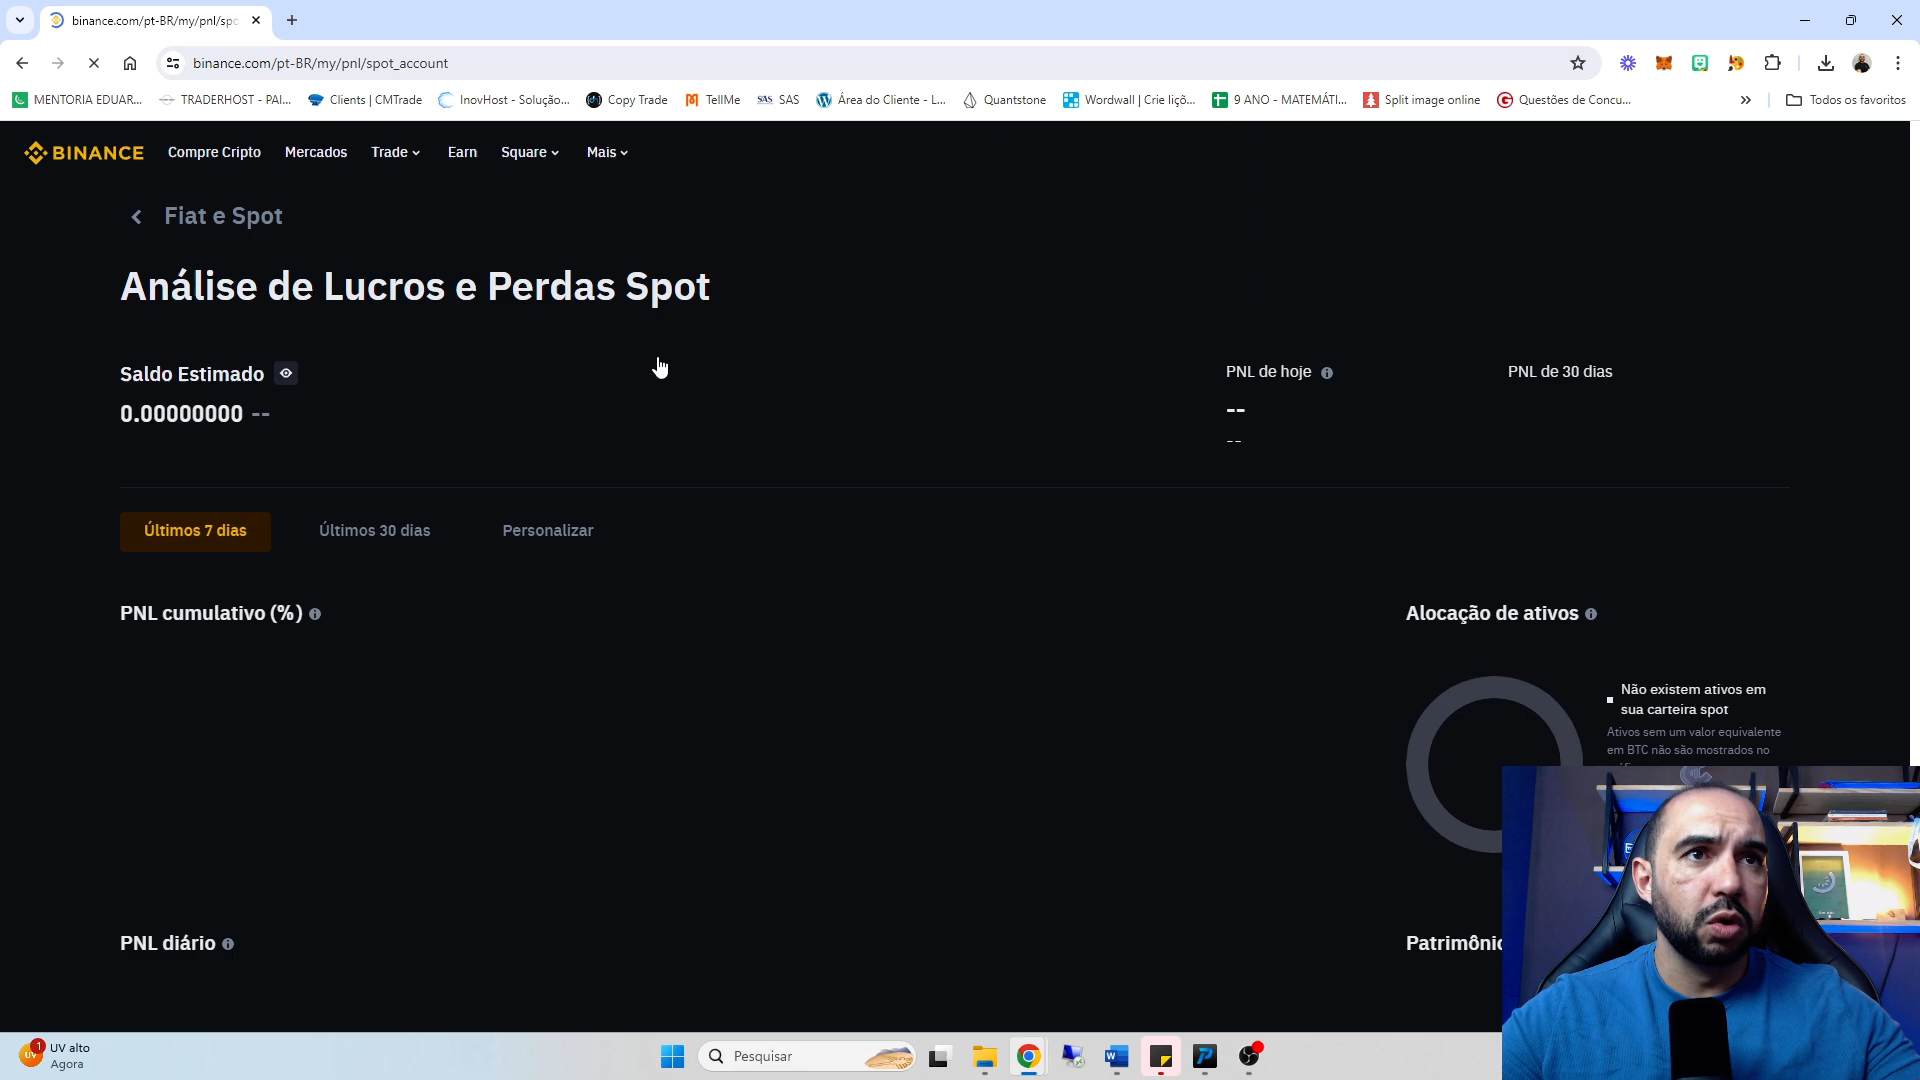 binance.com/pt-BR/my/pnl/spo
binance.com/pt-BR/my/pnl/spot_account
MENTORIA EDUAR...
TRADERHOST - PAI...
Clients | CMTrade
InovHost - Solução...
Copy Trade
TellMe
SAS SAS
Área do Cliente - L...
Quantstone
Wordwall | Crie liçõ...
9 ANO - MATEMÁTI...
Split image online
Questões de Concu...
Todos os favoritos
BINANCE
Compre Cripto
Mercados
Trade
Earn
Square
Mais
Fiat e Spot
Análise de Lucros e Perdas Spot
Saldo Estimado
PNL de hoje
PNL de 30 dias
0.00000000 --
--
--
Últimos 7 dias
Últimos 30 dias
Personalizar
PNL cumulativo (%)
Alocação de ativos
Não existem ativos em
sua carteira spot
Ativos sem um valor equivalente
em BTC não são mostrados no
PNL diário
Patrimônio
UV alto
Agora
1
UV
Pesquisar